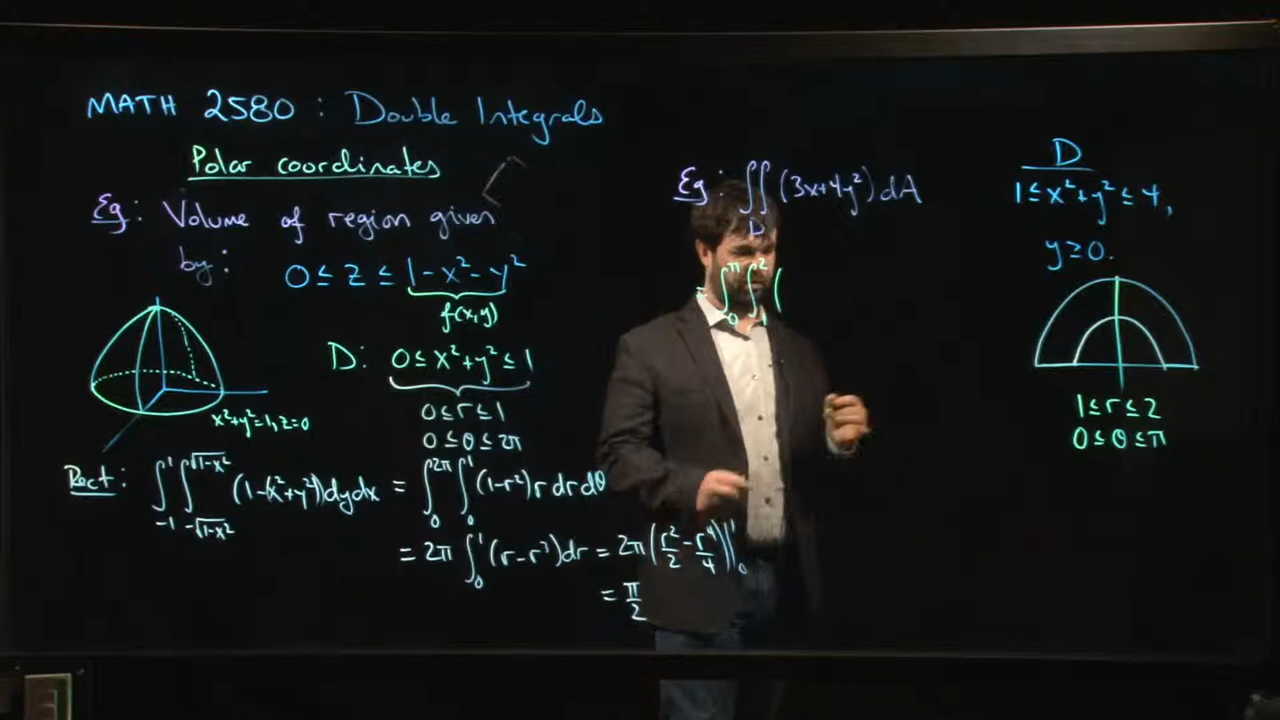 MATH 2580 : Double Integrals
Polar coordinates
Eg: Volume of region given
by: 0 ≤ z ≤ 1-x²-y²
f(x,y)
D: 0 ≤ x²+y² ≤ 1
0 ≤ r ≤ 1
0 ≤ θ ≤ 2π
x²+y²=1, z=0
Rect: ∫_{-1}^{1} ∫_{-√(1-x²)}^{√(1-x²)} (1-(x²+y²))dydx = ∫_0^{2π} ∫_0^1 (1-r²) r dr dθ
= 2π ∫_0^1 (r-r³)dr = 2π (r²/2 - r⁴/4)|_0^1
= π/2
Eg: ∬_D (3x+4y²)dA
= ∫_0^π ∫_1^2 (
D
1 ≤ x²+y² ≤ 4,
y ≥ 0.
1 ≤ r ≤ 2
0 ≤ θ ≤ π